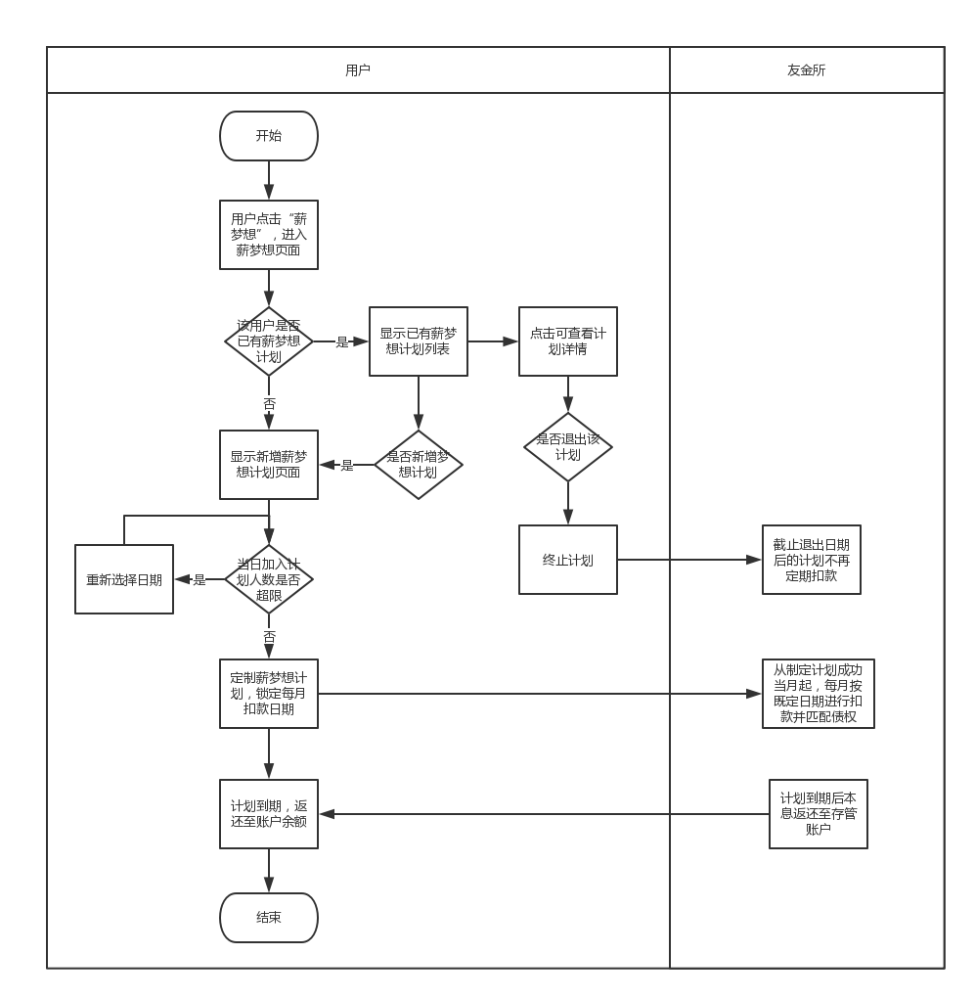 用户
友金所
开始
用户点击“薪
梦想”，进入
薪梦想页面
该用户是否
已有薪梦想
计划
是
显示已有薪梦
想计划列表
点击可查看计
划详情
否
显示新增薪梦
想计划页面
是
是否新增梦
想计划
是否退出该
计划
重新选择日期
是
当日加入计
划人数是否
超限
终止计划
截止退出日期
后的计划不再
定期扣款
否
定制薪梦想计
划，锁定每月
扣款日期
从制定计划成功
当月起，每月按
既定日期进行扣
款并匹配债权
计划到期，返
还至账户余额
计划到期后本
息返还至存管
账户
结束